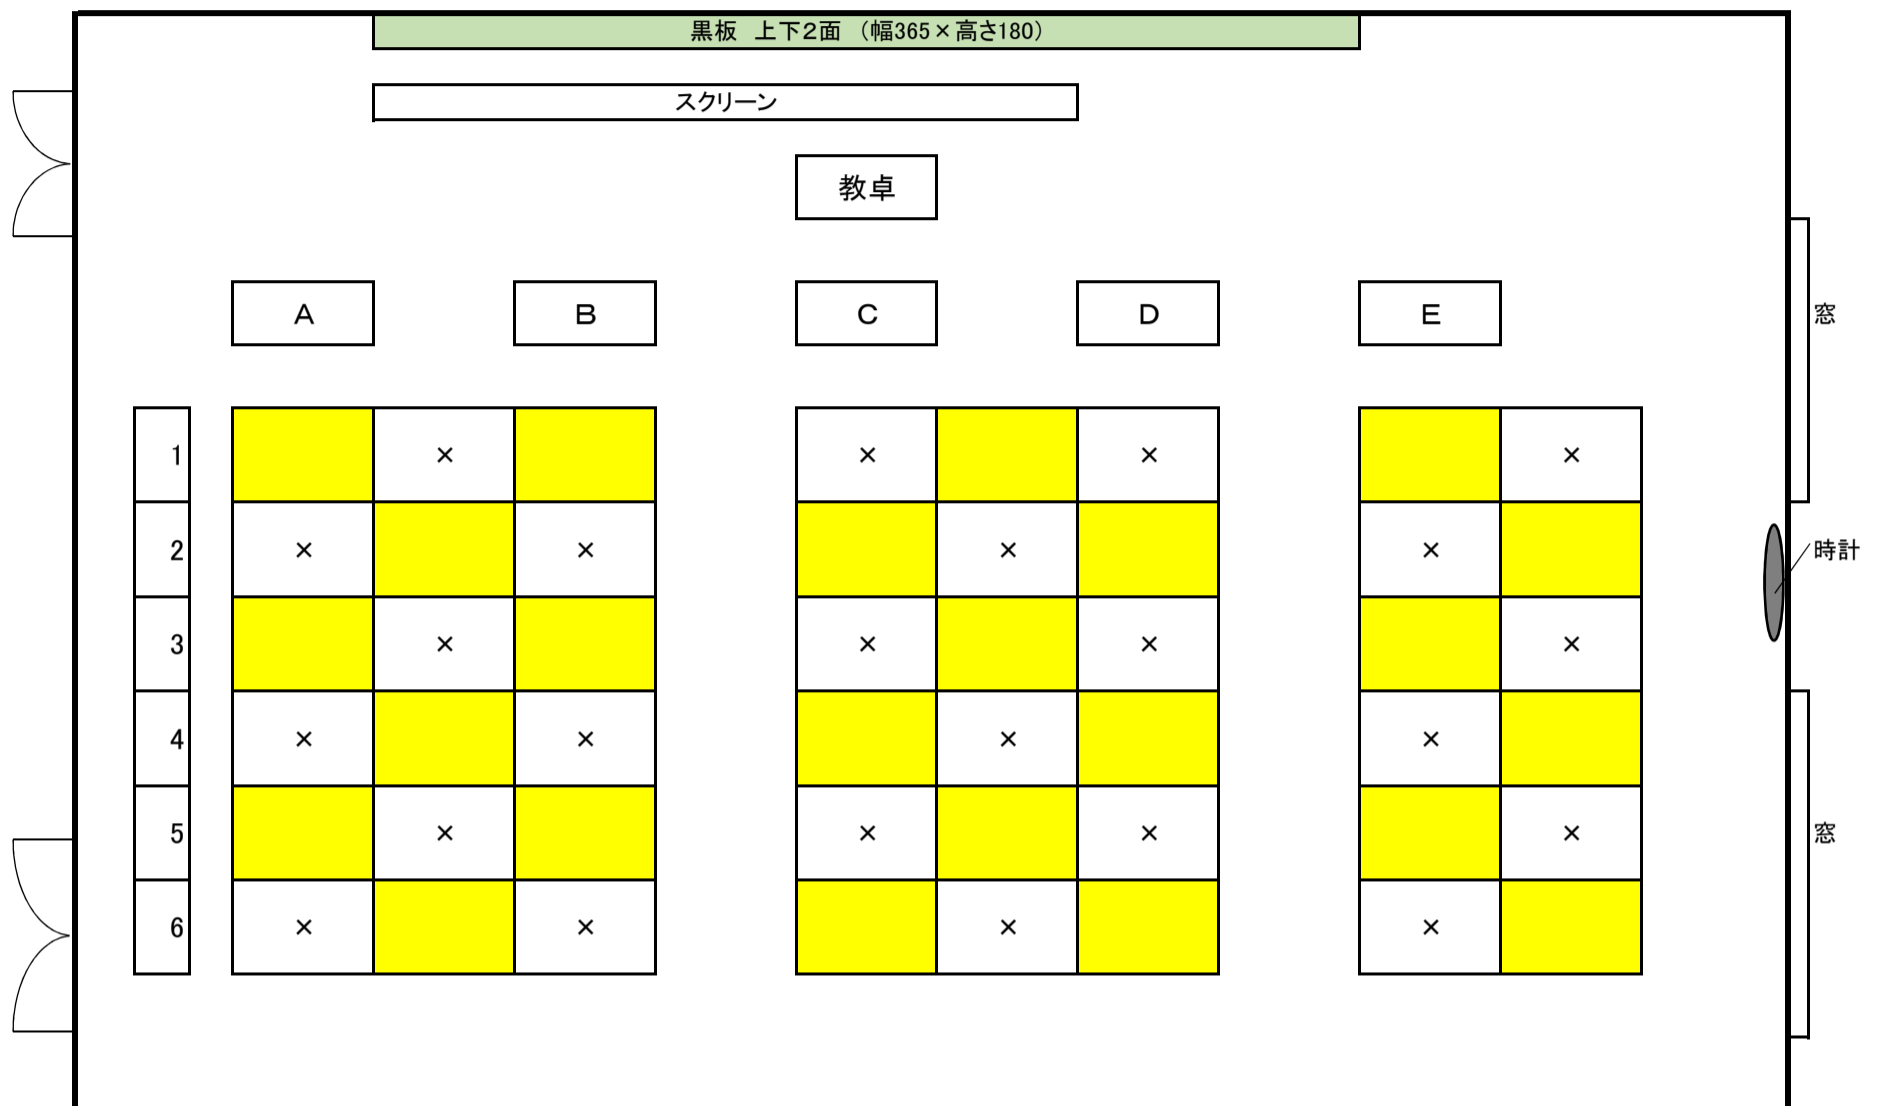 黒板　上下2面　（幅365×高さ180）
スクリーン
教卓
A B C D E
窓
1 × × × ×
2 × × × ×
時計
3 × × × ×
4 × × × ×
5 × × × ×
窓
6 × × × ×